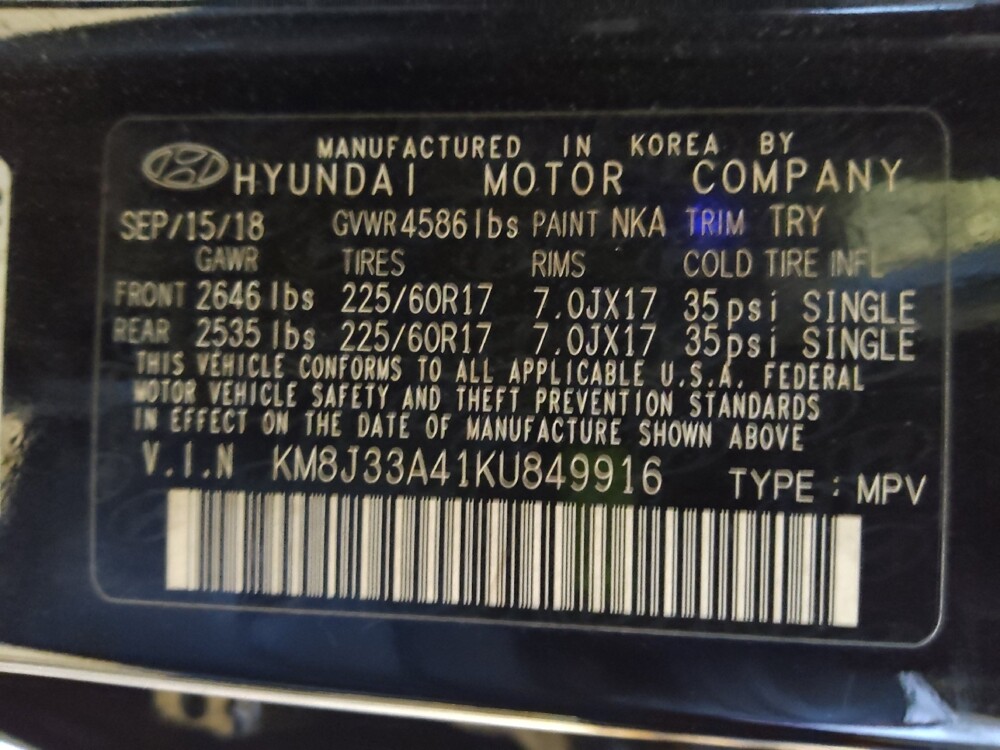 MANUFACTURED IN KOREA BY
HYUNDAI MOTOR COMPANY
SEP/15/18 GVWR 4586 lbs PAINT NKA TRIM TRY
GAWR TIRES RIMS COLD TIRE INFL
FRONT 2646 lbs 225/60R17 7.0JX17 35psi SINGLE
REAR 2535 lbs 225/60R17 7.0JX17 35psi SINGLE
THIS VEHICLE CONFORMS TO ALL APPLICABLE U.S.A. FEDERAL
MOTOR VEHICLE SAFETY AND THEFT PREVENTION STANDARDS
IN EFFECT ON THE DATE OF MANUFACTURE SHOWN ABOVE
V.I.N KM8J33A41KU849916 TYPE : MPV